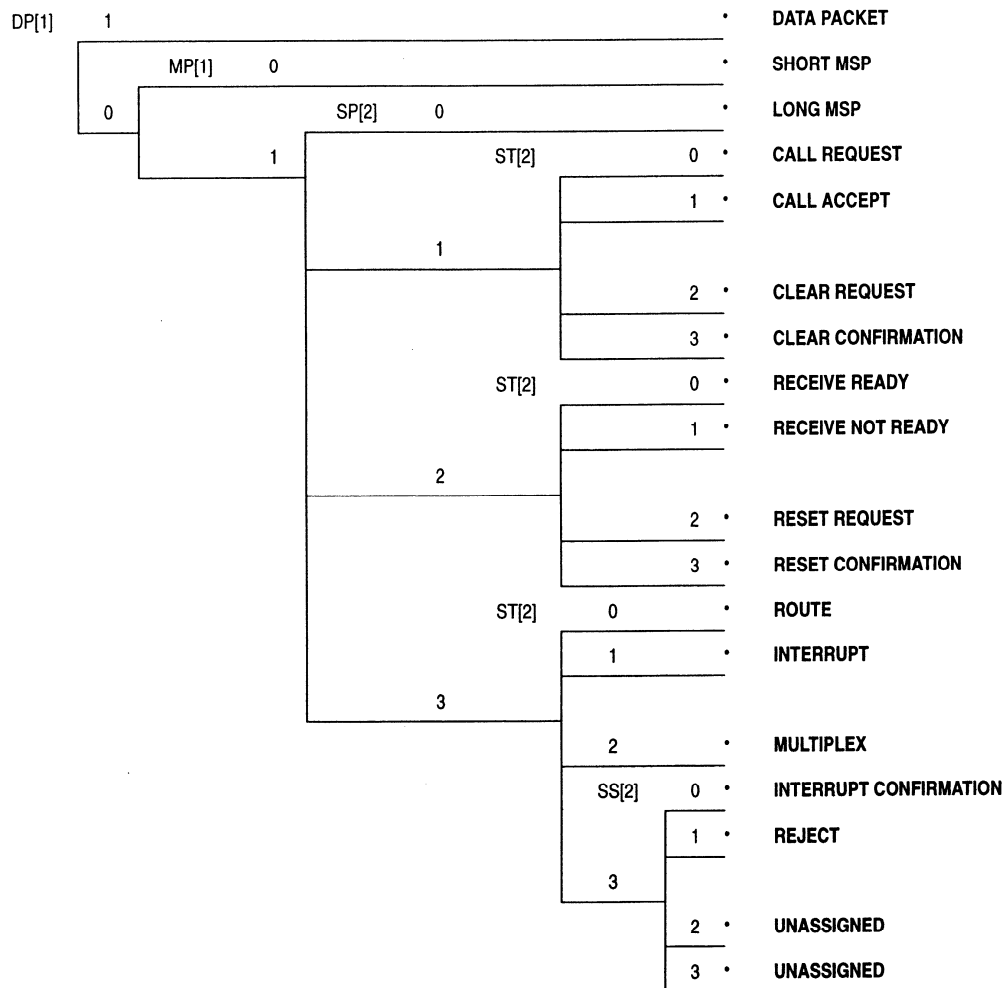 DP[1] 1 • DATA PACKET
MP[1] 0 • SHORT MSP
0 SP[2] 0 • LONG MSP
1 ST[2] 0 • CALL REQUEST
1 • CALL ACCEPT
1
2 • CLEAR REQUEST
3 • CLEAR CONFIRMATION
ST[2] 0 • RECEIVE READY
1 • RECEIVE NOT READY
2
2 • RESET REQUEST
3 • RESET CONFIRMATION
ST[2] 0 • ROUTE
1 • INTERRUPT
3
2 • MULTIPLEX
SS[2] 0 • INTERRUPT CONFIRMATION
1 • REJECT
3
2 • UNASSIGNED
3 • UNASSIGNED